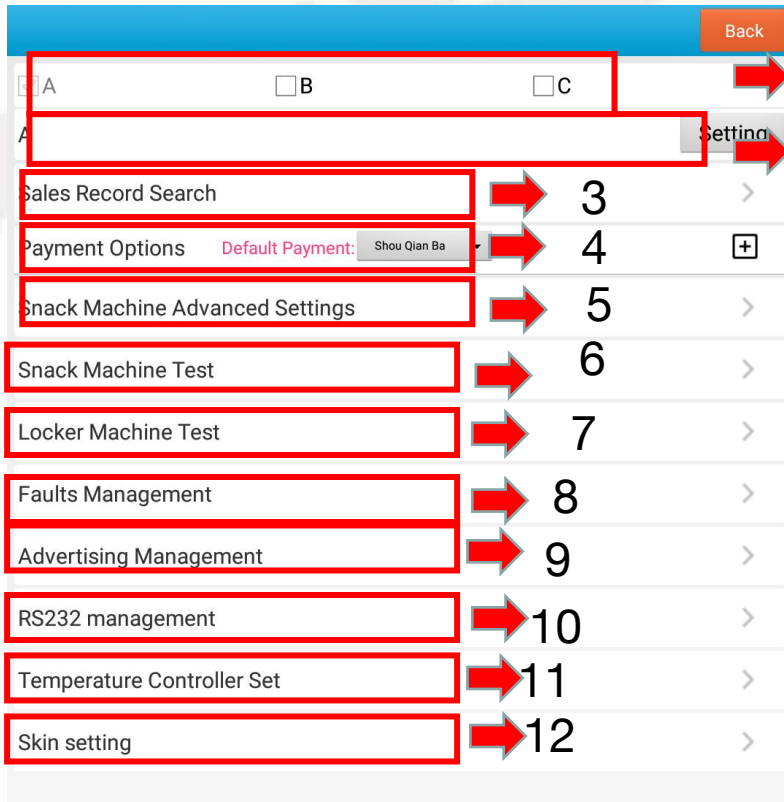 Back
A B C
A Setting
Sales Record Search 3
Payment Options Default Payment: Shou Qian Ba 4
Snack Machine Advanced Settings 5
Snack Machine Test 6
Locker Machine Test 7
Faults Management 8
Advertising Management 9
RS232 management 10
Temperature Controller Set 11
Skin setting 12